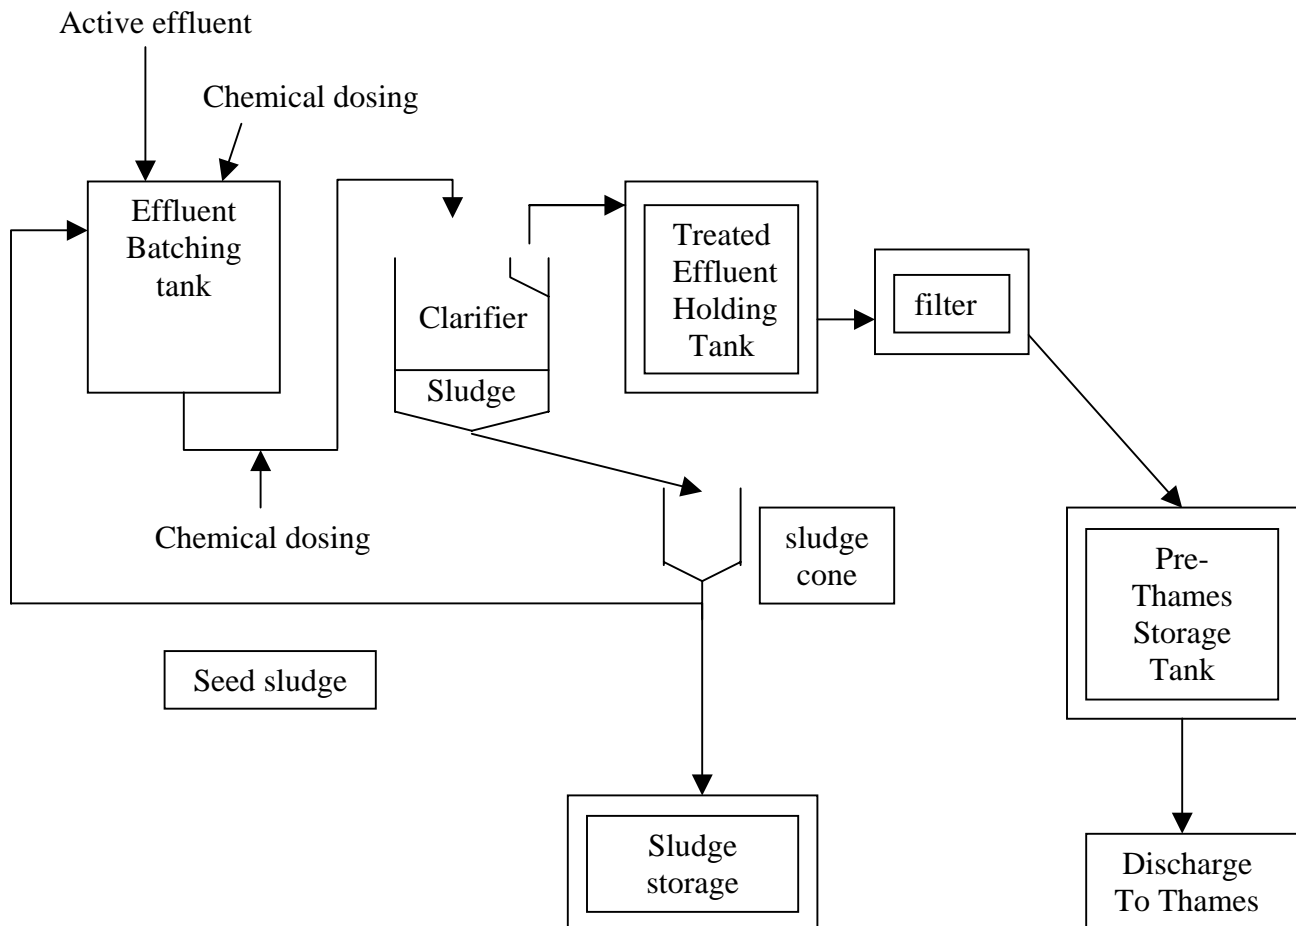 Active effluent
Chemical dosing
Effluent
Batching
tank
Treated
Effluent
Holding
Tank
filter
Clarifier
Sludge
Chemical dosing
sludge
cone
Pre-
Thames
Storage
Tank
Seed sludge
Sludge
storage
Discharge
To Thames